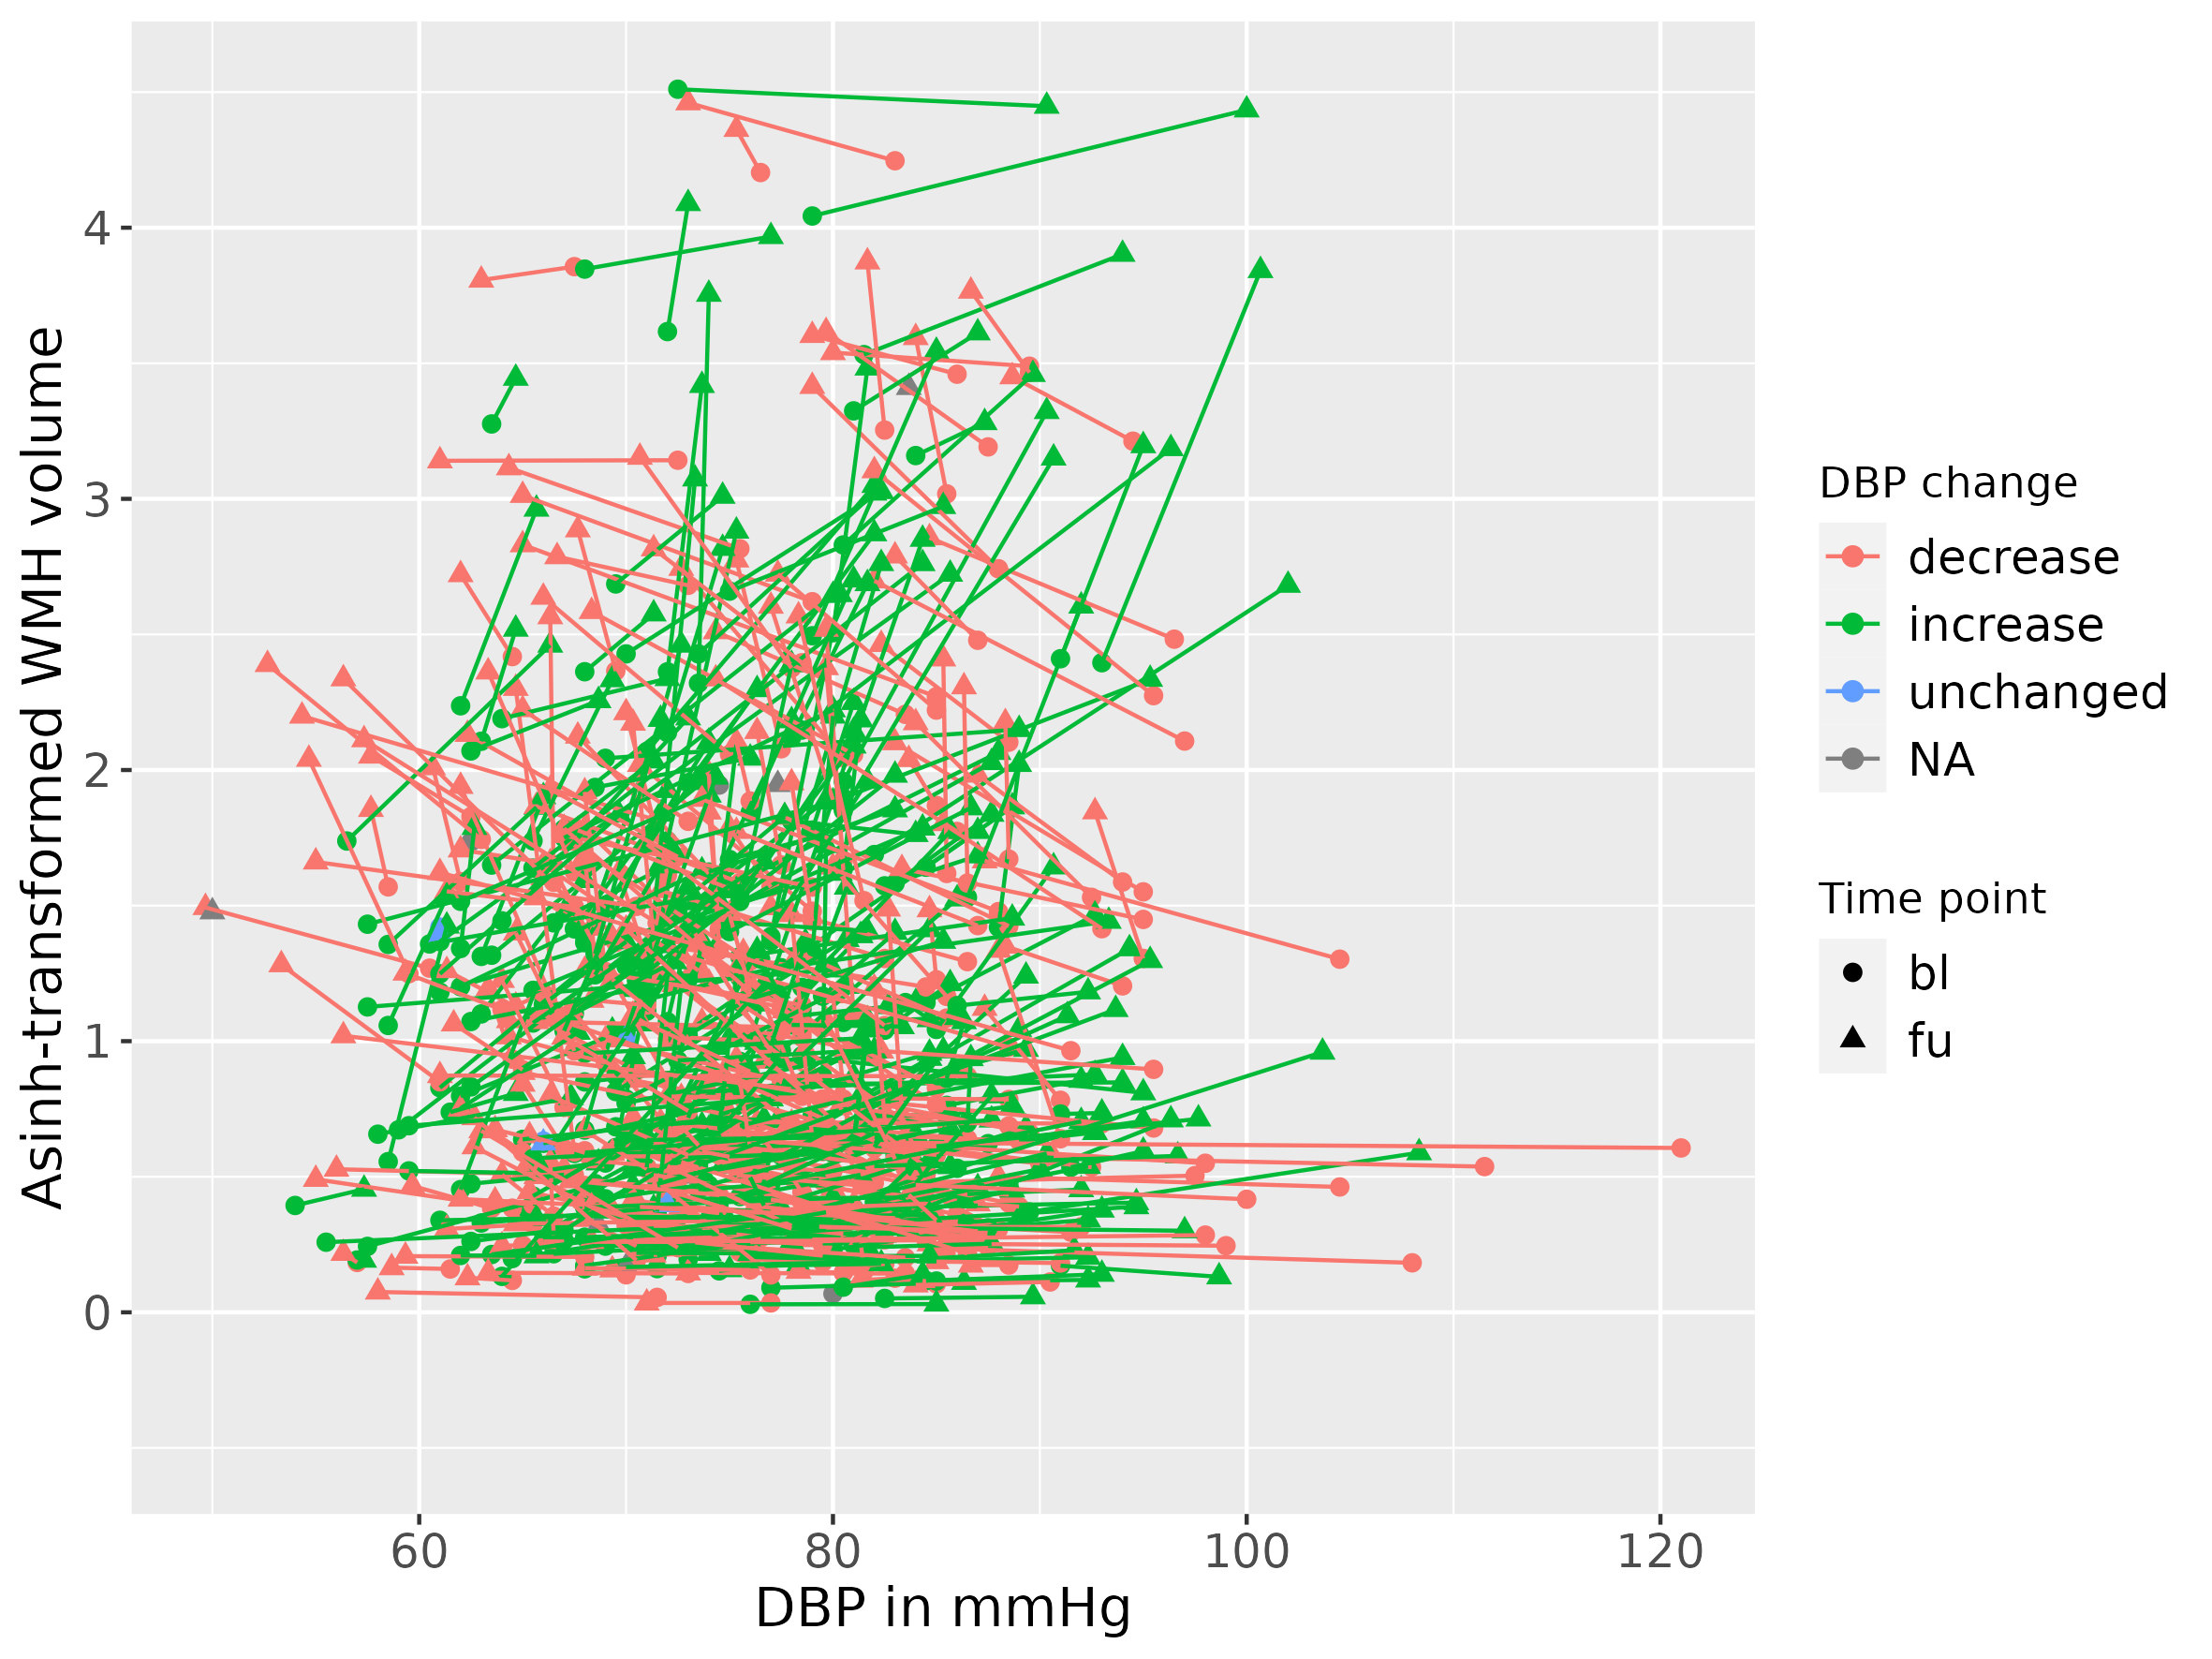 Asinh-transformed WMH volume
4
3
2
1
0
60 80 100 120
DBP in mmHg
DBP change
decrease
increase
unchanged
NA
Time point
bl
fu